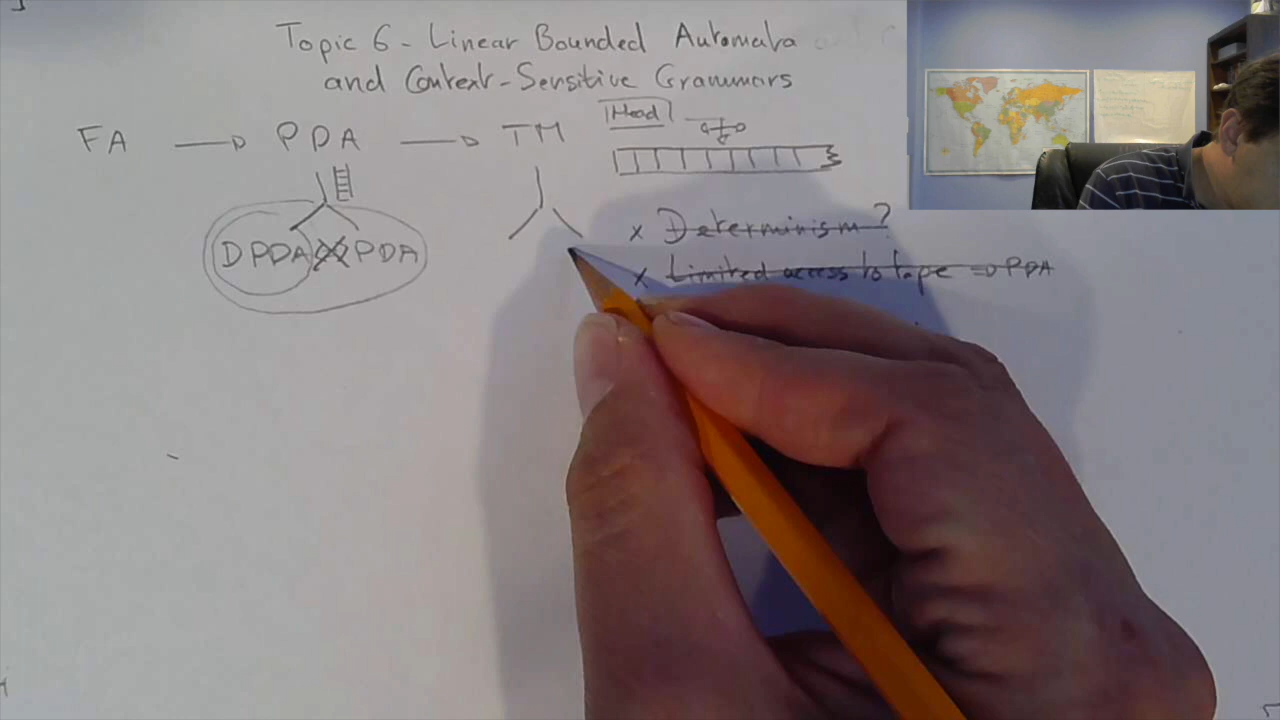 Topic 6 - Linear Bounded Automata
and Context-Sensitive Grammars
Head
FA → PDA → TM
x Determinism?
DPDA PDA
x Limited access to tape => PDA